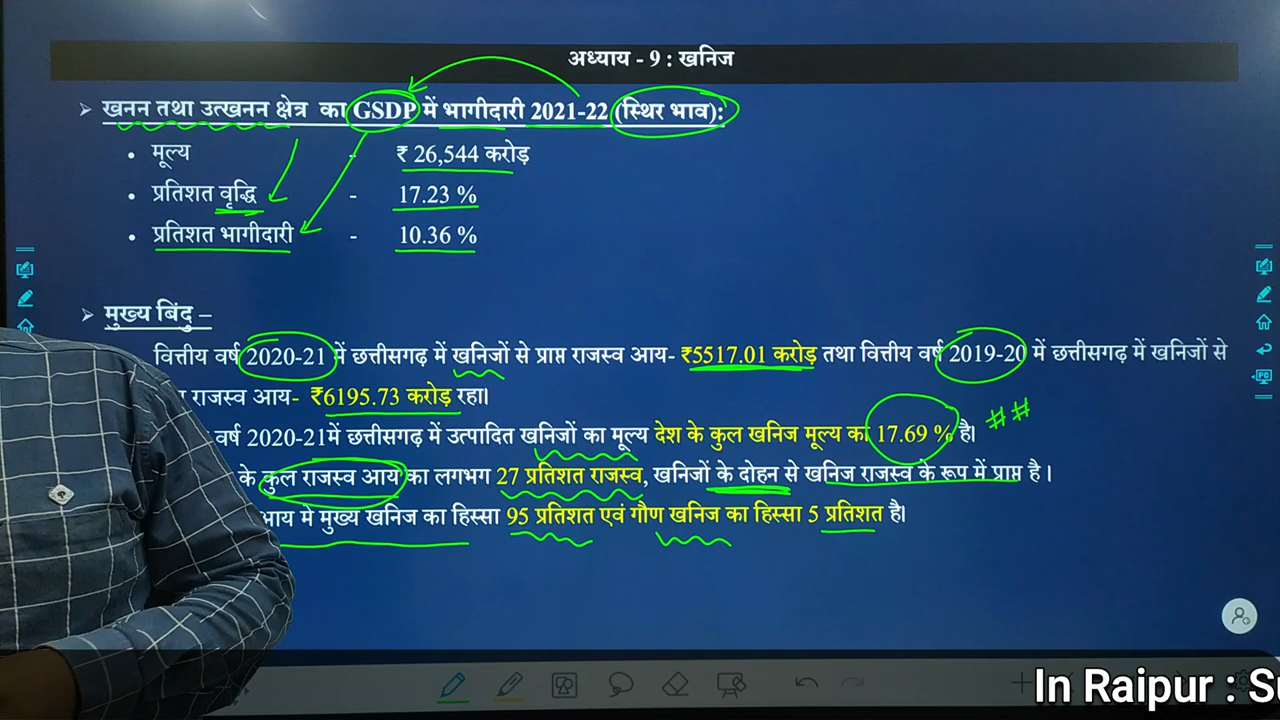 अध्याय - 9 : खनिज
➢ खनन तथा उत्खनन क्षेत्र का GSDP में भागीदारी 2021-22 (स्थिर भाव):
• मूल्य - ₹ 26,544 करोड़
• प्रतिशत वृद्धि - 17.23 %
• प्रतिशत भागीदारी - 10.36 %
➢ मुख्य बिंदु –
वित्तीय वर्ष 2020-21 में छत्तीसगढ़ में खनिजों से प्राप्त राजस्व आय- ₹5517.01 करोड़ तथा वित्तीय वर्ष 2019-20 में छत्तीसगढ़ में खनिजों से
राजस्व आय- ₹6195.73 करोड़ रहा।
वर्ष 2020-21में छत्तीसगढ़ में उत्पादित खनिजों का मूल्य देश के कुल खनिज मूल्य का 17.69 % है। ##
के कुल राजस्व आय का लगभग 27 प्रतिशत राजस्व, खनिजों के दोहन से खनिज राजस्व के रूप में प्राप्त है ।
आय मे मुख्य खनिज का हिस्सा 95 प्रतिशत एवं गौण खनिज का हिस्सा 5 प्रतिशत है।
In Raipur :